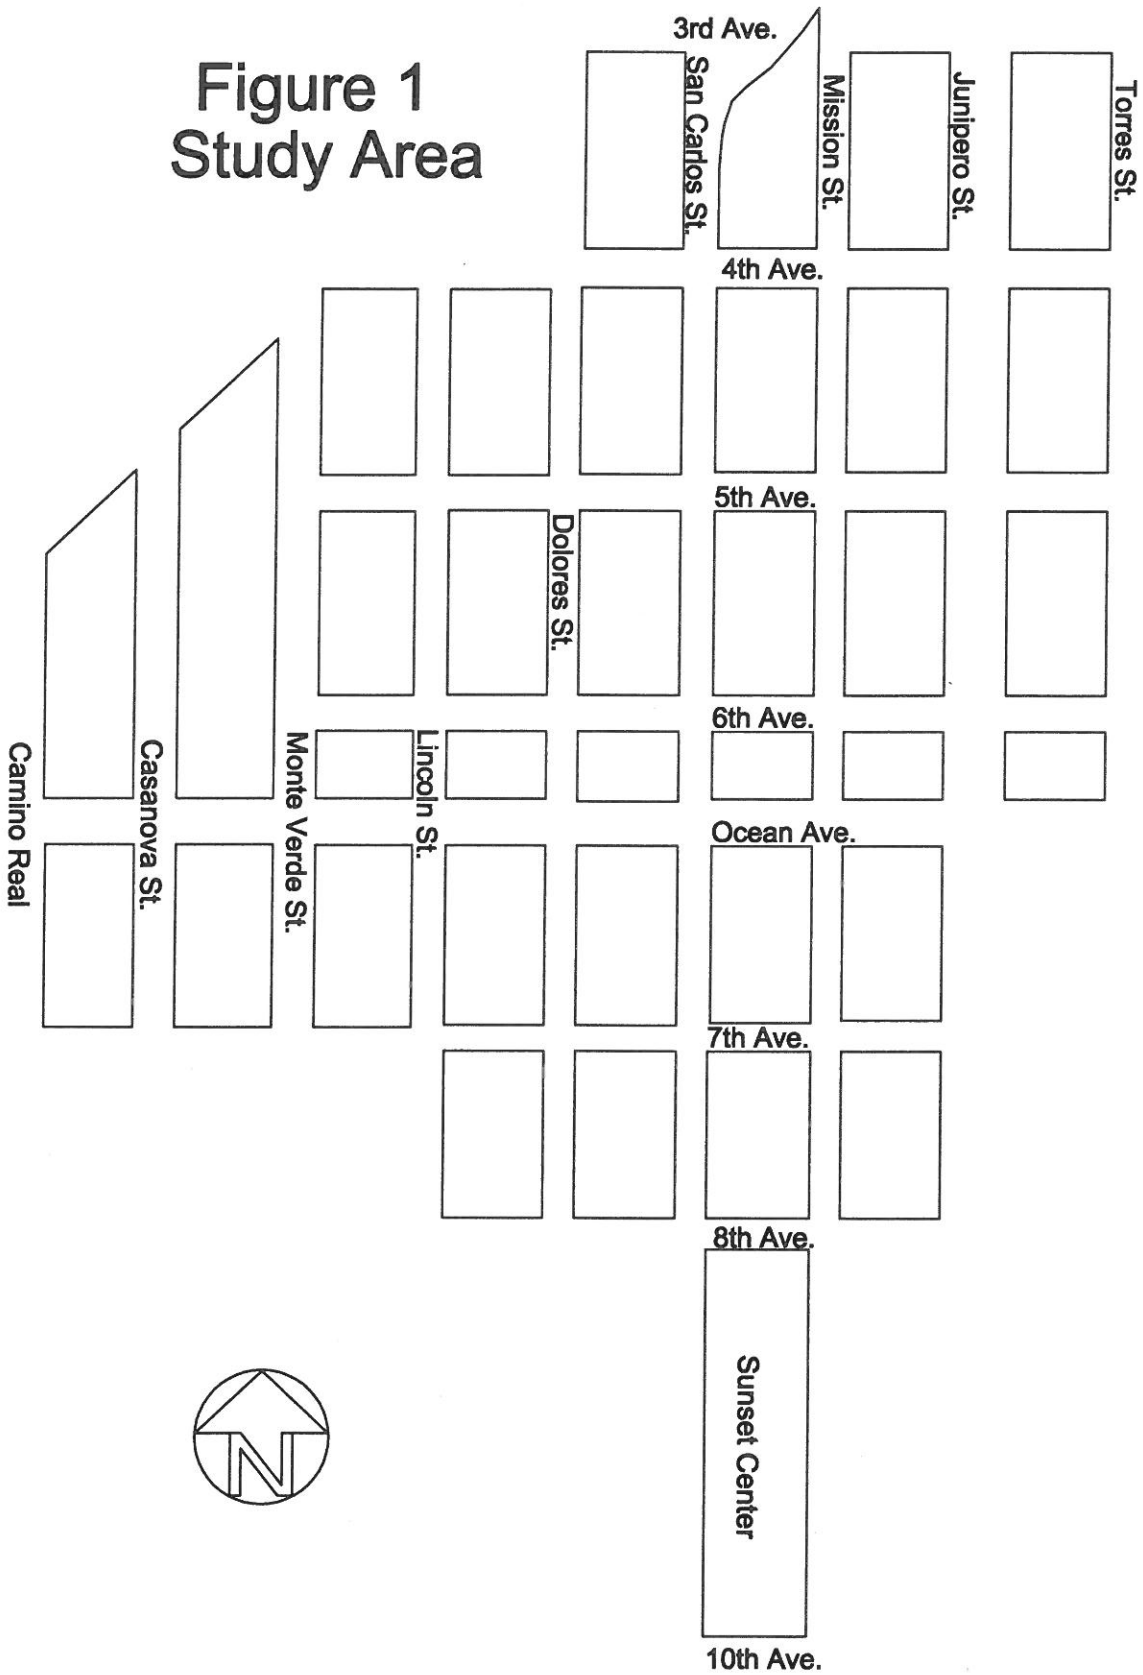 Figure 1
Study Area
3rd Ave.
San Carlos St.
Mission St.
Junipero St.
Torres St.
4th Ave.
5th Ave.
Dolores St.
6th Ave.
Camino Real
Casanova St.
Monte Verde St.
Lincoln St.
Ocean Ave.
7th Ave.
8th Ave.
Sunset Center
N
10th Ave.